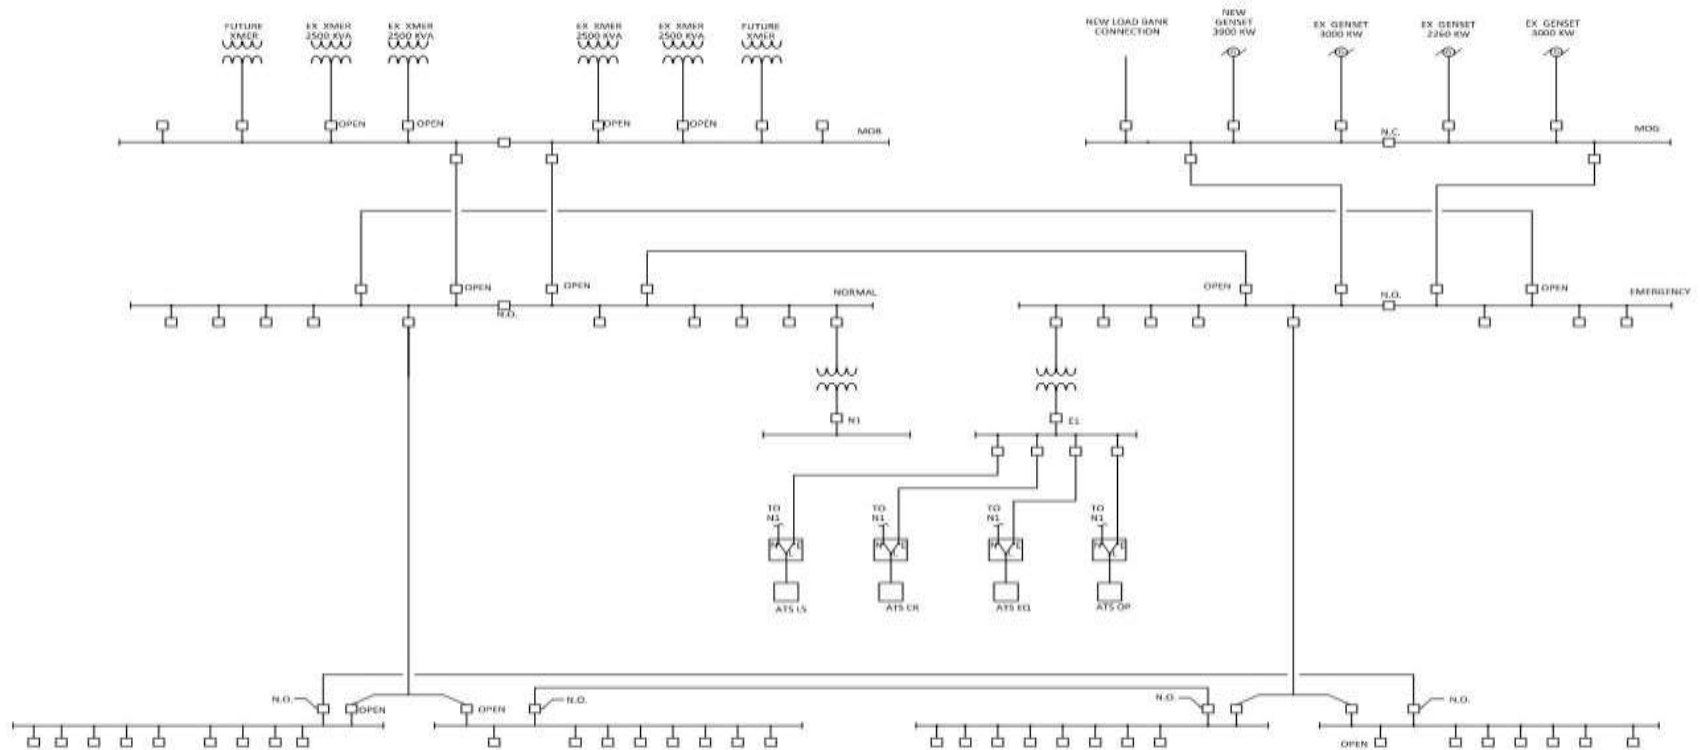 FUTURE
XMER
EX XMER
2500 KVA
EX XMER
2500 KVA
EX XMER
2500 KVA
EX XMER
2500 KVA
FUTURE
XMER
NEW LOAD BANK
CONNECTION
NEW
GENSET
3900 KW
EX GENSET
3000 KW
EX GENSET
2260 KW
EX GENSET
3000 KW
OPEN
OPEN
OPEN
OPEN
MOB
N.C.
MOG
OPEN
OPEN
N.O.
NORMAL
OPEN
N.O.
OPEN
EMERGENCY
N1
E1
TO
N1
TO
N1
TO
N1
TO
N1
N E
L
N E
L
N E
L
N E
L
ATS LS
ATS CR
ATS EQ
ATS OP
N.O.
OPEN
OPEN
N.O.
N.O.
N.O.
OPEN